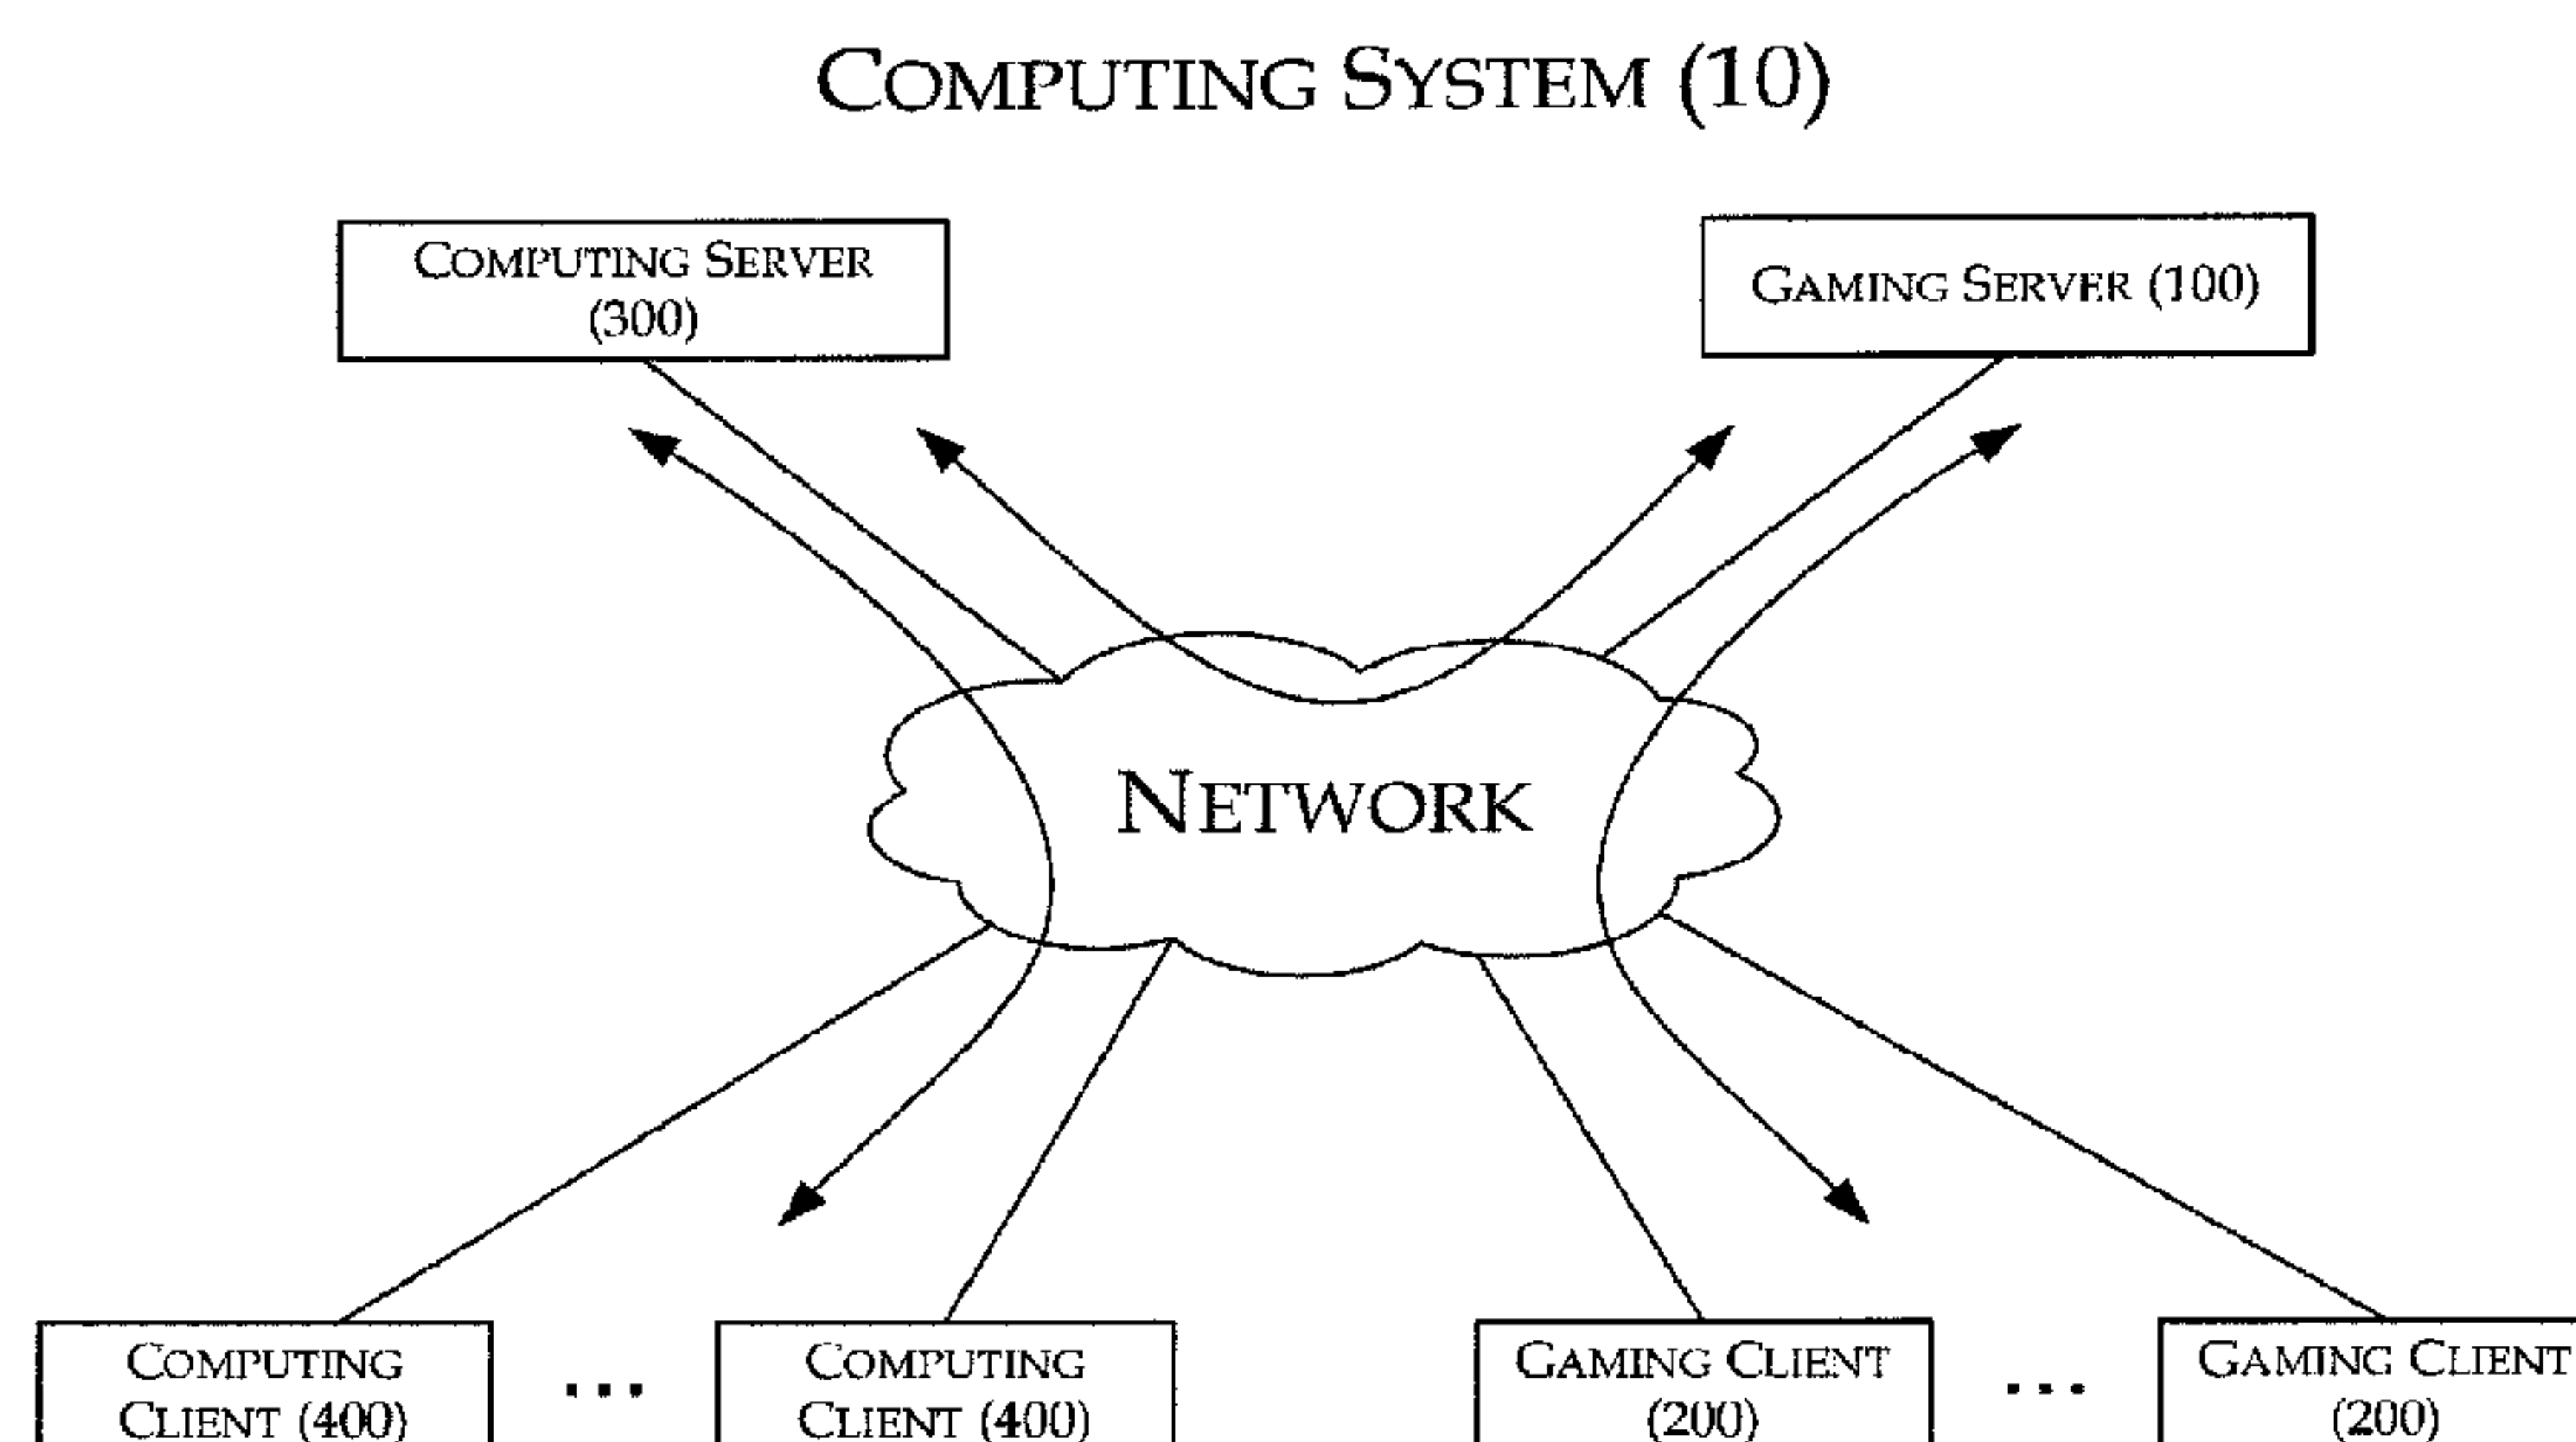 COMPUTING SYSTEM (10)
COMPUTING SERVER
(300)
GAMING SERVER (100)
NETWORK
COMPUTING
CLIENT (400)
...
COMPUTING
CLIENT (400)
GAMING CLIENT
(200)
...
GAMING CLIENT
(200)